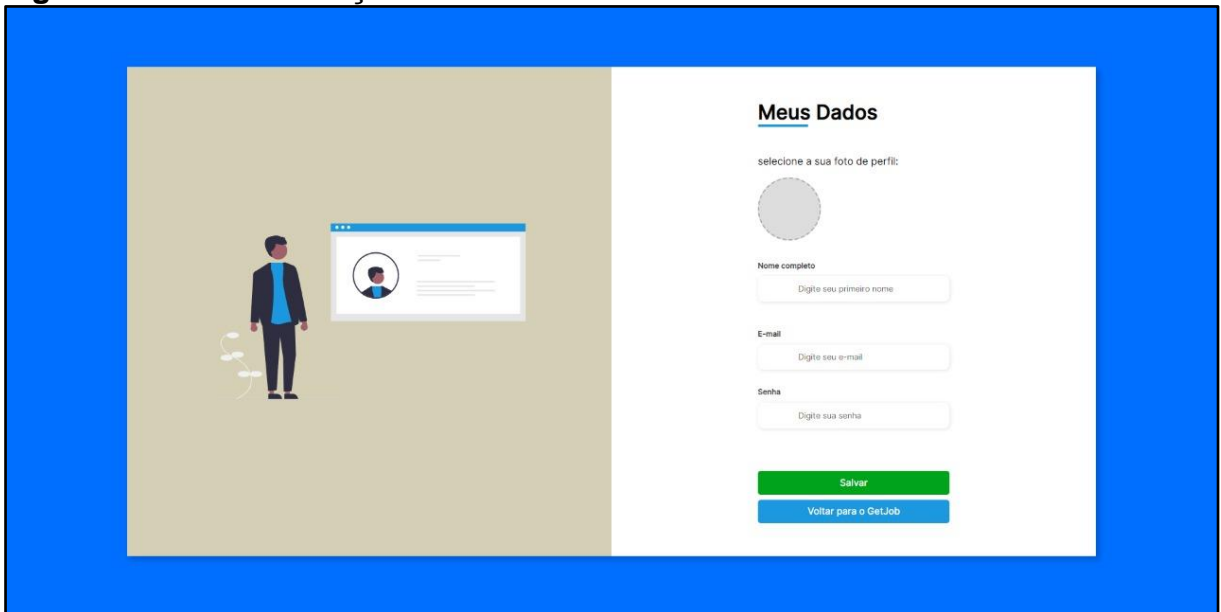 Meus Dados
selecione a sua foto de perfil:
Nome completo
Digite seu primeiro nome
E-mail
Digite seu e-mail
Senha
Digite sua senha
Salvar
Voltar para o GetJob